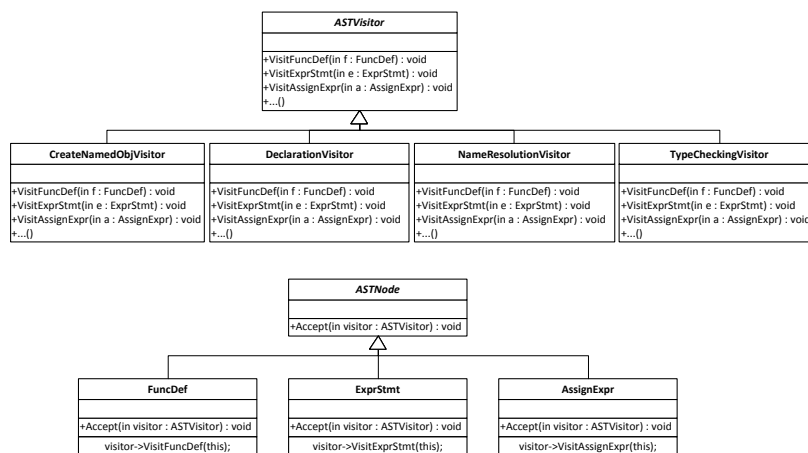 ASTVisitor
+VisitFuncDef(in f : FuncDef) : void
+VisitExprStmt(in e : ExprStmt) : void
+VisitAssignExpr(in a : AssignExpr) : void
+...()
CreateNamedObjVisitor
+VisitFuncDef(in f : FuncDef) : void
+VisitExprStmt(in e : ExprStmt) : void
+VisitAssignExpr(in a : AssignExpr) : void
+...()
DeclarationVisitor
+VisitFuncDef(in f : FuncDef) : void
+VisitExprStmt(in e : ExprStmt) : void
+VisitAssignExpr(in a : AssignExpr) : void
+...()
NameResolutionVisitor
+VisitFuncDef(in f : FuncDef) : void
+VisitExprStmt(in e : ExprStmt) : void
+VisitAssignExpr(in a : AssignExpr) : void
+...()
TypeCheckingVisitor
+VisitFuncDef(in f : FuncDef) : void
+VisitExprStmt(in e : ExprStmt) : void
+VisitAssignExpr(in a : AssignExpr) : void
+...()
ASTNode
+Accept(in visitor : ASTVisitor) : void
FuncDef
+Accept(in visitor : ASTVisitor) : void
visitor->VisitFuncDef(this);
ExprStmt
+Accept(in visitor : ASTVisitor) : void
visitor->VisitExprStmt(this);
AssignExpr
+Accept(in visitor : ASTVisitor) : void
visitor->VisitAssignExpr(this);